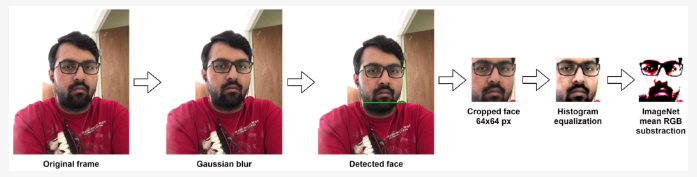 Original frame
Gaussian blur
Detected face
Cropped face
64x64 px
Histogram
equalization
ImageNet
mean RGB
substraction